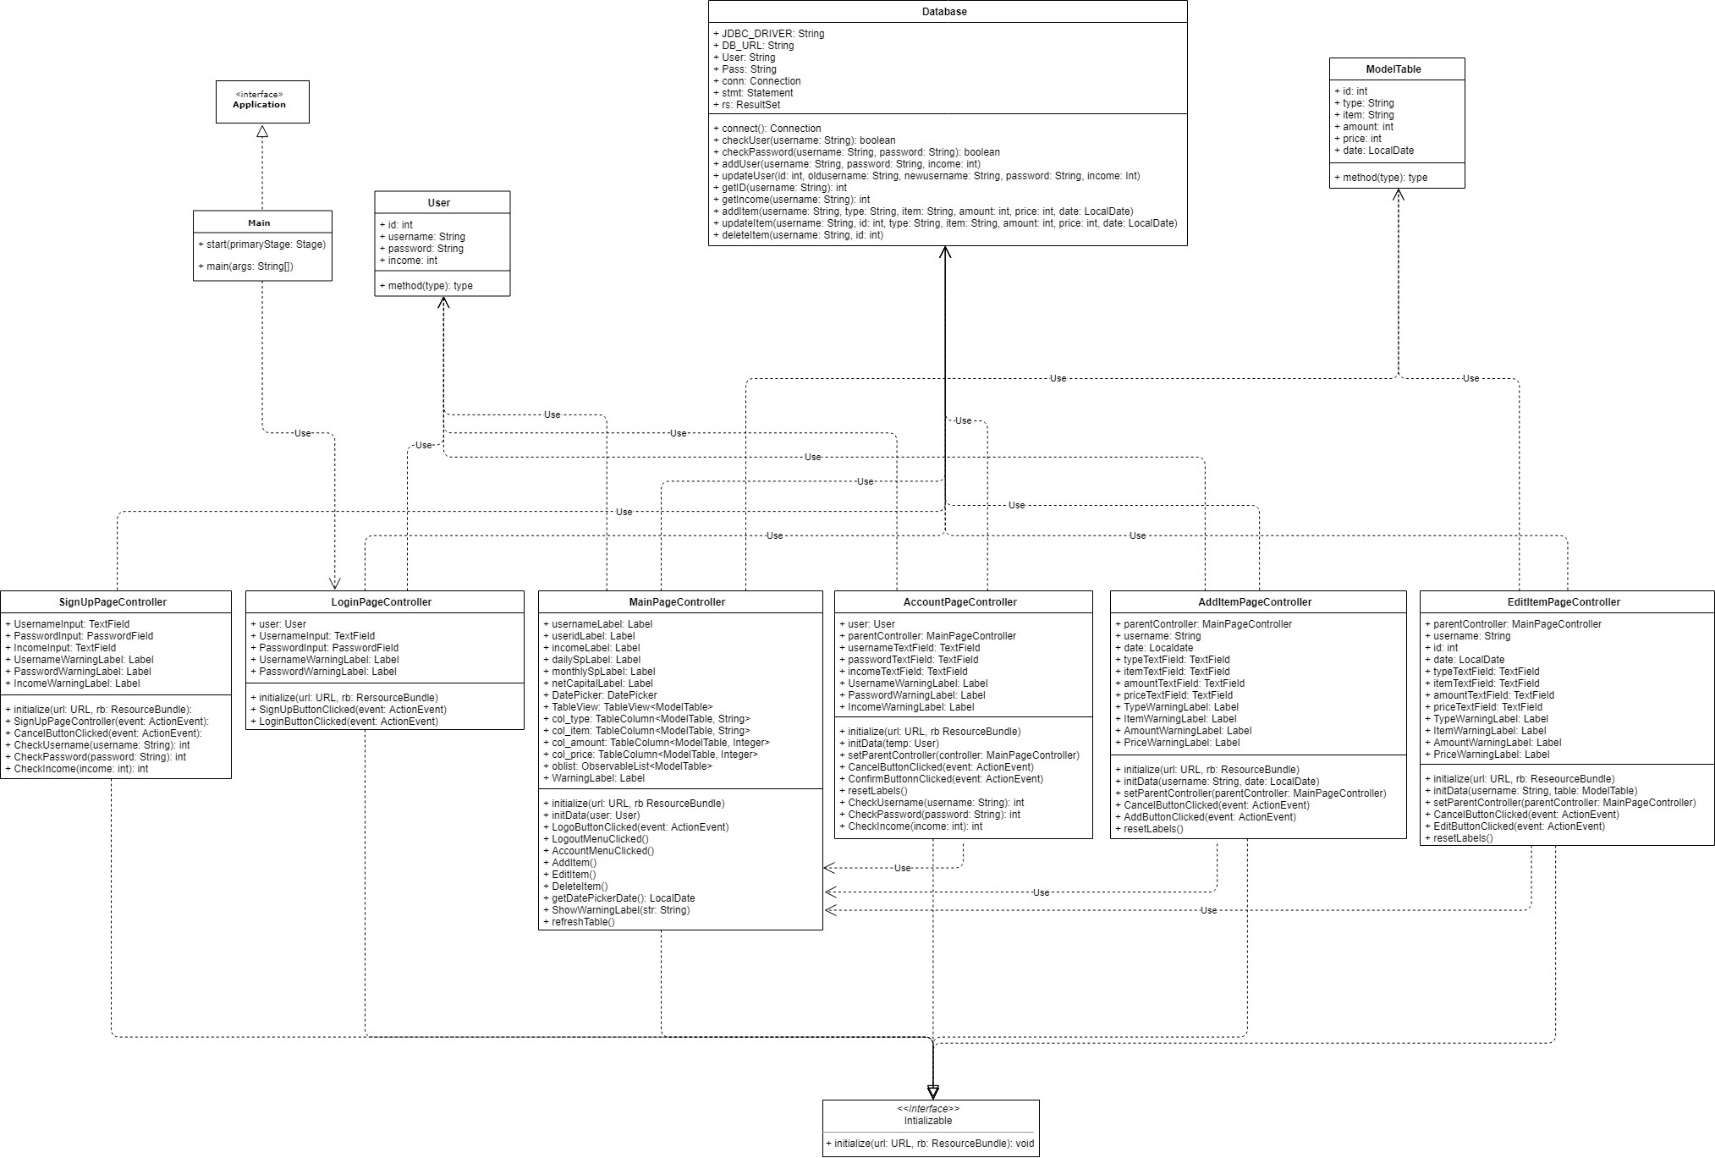 Database
+ JDBC_DRIVER: String
+ DB_URL: String
+ User: String
+ Pass: String
+ conn: Connection
+ stmt: Statement
+ rs: ResultSet
+ connect(): Connection
+ checkUser(username: String): boolean
+ checkPassword(username: String, password: String): boolean
+ addUser(username: String, password: String, income: int)
+ updateUser(id: int, oldusername: String, newusername: String, password: String, income: Int)
+ getID(username: String): int
+ getIncome(username: String): int
+ addItem(username: String, type: String, item: String, amount: int, price: int, date: LocalDate)
+ updateItem(username: String, id: int, type: String, item: String, amount: int, price: int, date: LocalDate)
+ deleteItem(username: String, id: int)
ModelTable
+ id: int
+ type: String
+ item: String
+ amount: int
+ price: int
+ date: LocalDate
+ method(type): type
«interface»
Application
Main
+ start(primaryStage: Stage)
+ main(args: String[])
User
+ id: int
+ username: String
+ password: String
+ income: int
+ method(type): type
Use
Use
Use
Use
Use
Use
Use
Use
Use
Use
Use
Use
Use
SignUpPageController
+ UsernameInput: TextField
+ PasswordInput: PasswordField
+ IncomeInput: TextField
+ UsernameWarningLabel: Label
+ PasswordWarningLabel: Label
+ IncomeWarningLabel: Label
+ initialize(url: URL, rb: ResourceBundle):
+ SignUpPageController(event: ActionEvent):
+ CancelButtonClicked(event: ActionEvent):
+ CheckUsername(username: String): int
+ CheckPassword(password: String): int
+ CheckIncome(income: int): int
LoginPageController
+ user: User
+ UsernameInput: TextField
+ PasswordInput: PasswordField
+ UsernameWarningLabel: Label
+ PasswordWarningLabel: Label
+ initialize(url: URL, rb: RersourceBundle)
+ SignUpButtonClicked(event: ActionEvent)
+ LoginButtonClicked(event: ActionEvent)
MainPageController
+ usernameLabel: Label
+ useridLabel: Label
+ incomeLabel: Label
+ dailySpLabel: Label
+ monthlySpLabel: Label
+ netCapitalLabel: Label
+ DatePicker: DatePicker
+ TableView: TableView<ModelTable>
+ col_type: TableColumn<ModelTable, String>
+ col_item: TableColumn<ModelTable, String>
+ col_amount: TableColumn<ModelTable, Integer>
+ col_price: TableColumn<ModelTable, Integer>
+ oblist: ObservableList<ModelTable>
+ WarningLabel: Label
+ initialize(url: URL, rb ResourceBundle)
+ initData(user: User)
+ LogoButtonClicked(event: ActionEvent)
+ LogoutMenuClicked()
+ AccountMenuClicked()
+ AddItem()
+ EditItem()
+ DeleteItem()
+ getDatePickerDate(): LocalDate
+ ShowWarningLabel(str: String)
+ refreshTable()
AccountPageController
+ user: User
+ parentController: MainPageController
+ usernameTextField: TextField
+ passwordTextField: TextField
+ incomeTextField: TextField
+ UsernameWarningLabel: Label
+ PasswordWarningLabel: Label
+ IncomeWarningLabel: Label
+ initialize(url: URL, rb ResourceBundle)
+ initData(temp: User)
+ setParentController(controller: MainPageController)
+ CancelButtonClicked(event: ActionEvent)
+ ConfirmButtonnClicked(event: ActionEvent)
+ resetLabels()
+ CheckUsername(username: String): int
+ CheckPassword(password: String): int
+ CheckIncome(income: int): int
AddItemPageController
+ parentController: MainPageController
+ username: String
+ date: Localdate
+ typeTextField: TextField
+ itemTextField: TextField
+ amountTextField: TextField
+ priceTextField: TextField
+ TypeWarningLabel: Label
+ ItemWarningLabel: Label
+ AmountWarningLabel: Label
+ PriceWarningLabel: Label
+ initialize(url: URL, rb: ResourceBundle)
+ initData(username: String, date: LocalDate)
+ setParentController(parentController: MainPageController)
+ CancelButtonClicked(event: ActionEvent)
+ AddButtonClicked(event: ActionEvent)
+ resetLabels()
EditItemPageController
+ parentController: MainPageController
+ username: String
+ id: int
+ date: LocalDate
+ typeTextField: TextField
+ itemTextField: TextField
+ amountTextField: TextField
+ priceTextField: TextField
+ TypeWarningLabel: Label
+ ItemWarningLabel: Label
+ AmountWarningLabel: Label
+ PriceWarningLabel: Label
+ initialize(url: URL, rb: ReseourceBundle)
+ initData(username: String, table: ModelTable)
+ setParentController(parentController: MainPageController)
+ CancelButtonClicked(event: ActionEvent)
+ EditButtonClicked(event: ActionEvent)
+ resetLabels()
Use
Use
Use
<<Interface>>
Intializable
+ initialize(url: URL, rb: ResourceBundle): void